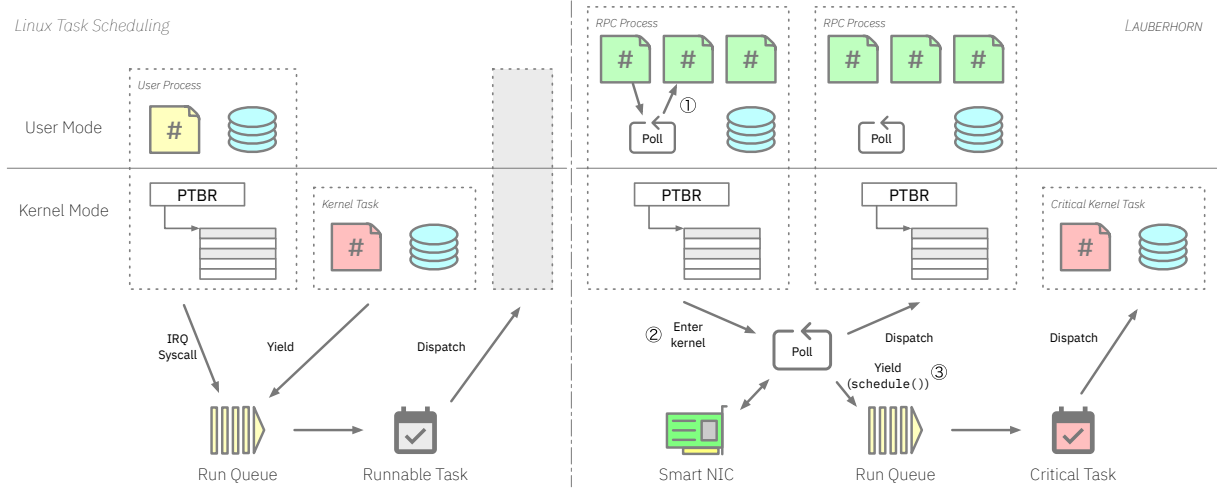 Linux Task Scheduling
User Process
#
User Mode
PTBR
Kernel Mode
Kernel Task
#
IRQ
Syscall
Yield
Dispatch
Run Queue
Runnable Task
LAUBERHORN
RPC Process
# # #
①
Poll
RPC Process
# # #
Poll
PTBR
PTBR
Critical Kernel Task
#
② Enter
kernel
Poll
Dispatch
Yield
(schedule()) ③
Dispatch
Smart NIC
Run Queue
Critical Task